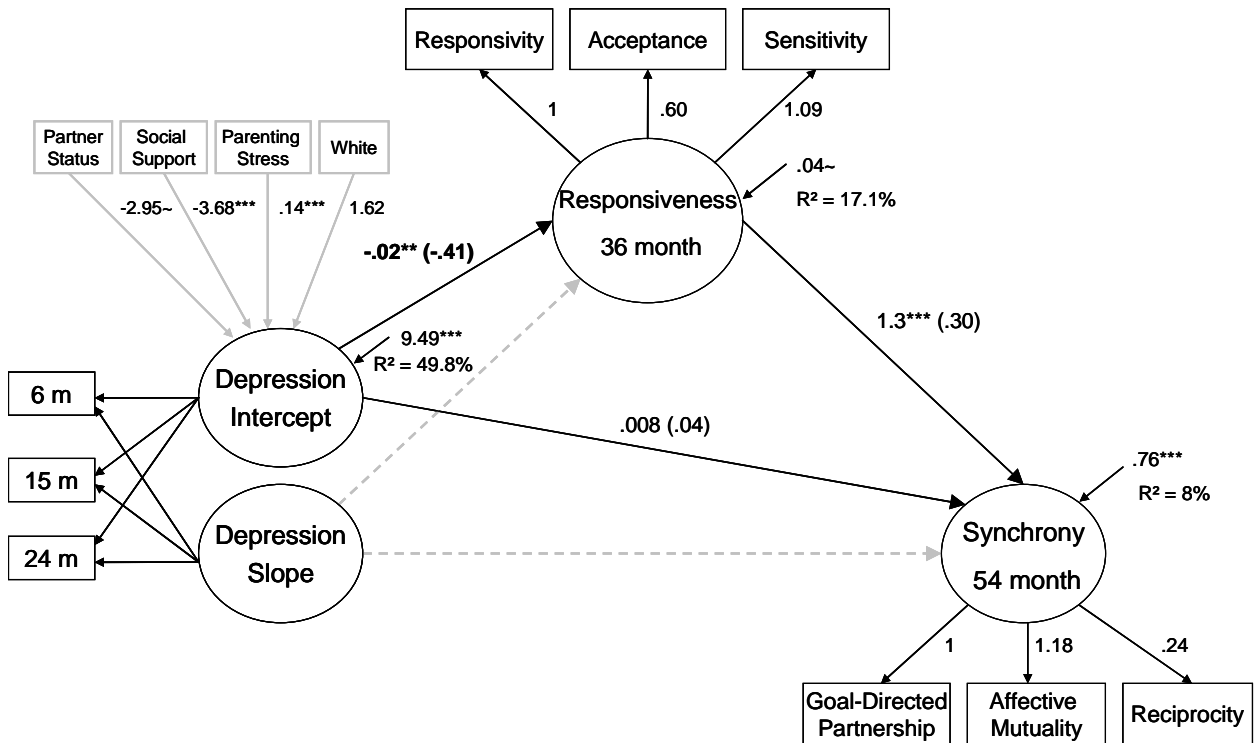 Responsivity
Acceptance
Sensitivity
1
.60
1.09
Partner
Status
Social
Support
Parenting
Stress
White
-2.95~
-3.68***
.14***
1.62
.04~
R² = 17.1%
Responsiveness
36 month
-.02** (-.41)
9.49***
R² = 49.8%
1.3*** (.30)
Depression
Intercept
6 m
15 m
24 m
.008 (.04)
Depression
Slope
.76***
R² = 8%
Synchrony
54 month
1
1.18
.24
Goal-Directed
Partnership
Affective
Mutuality
Reciprocity